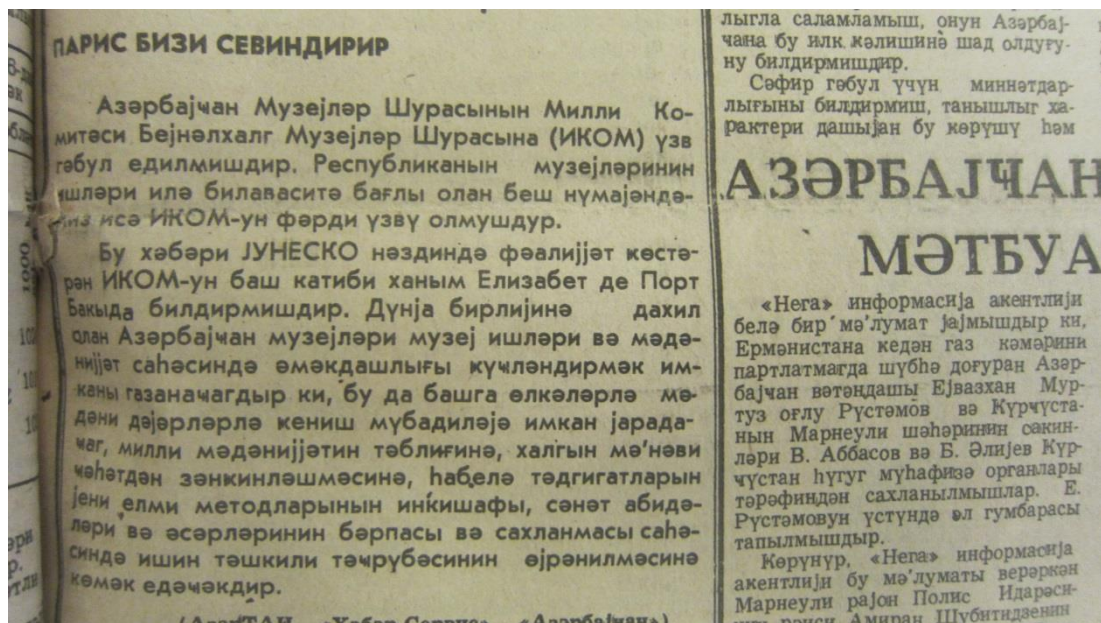 ПАРИС БИЗИ СЕВИНДИРИР
Азәрбајҹан Музејләр Шурасынын Милли Ко-
митәси Бејнәлхалг Музејләр Шурасына (ИКОМ) үзв
гәбул едилмишдир. Республиканын музејләринин
ишләри илә билаваситә бағлы олан беш нүмајәндә-
миз исә ИКОМ-ун фәрди үзвү олмушдур.
Бу хәбәри ЈУНЕСКО нәздиндә фәалијјәт көстә-
рән ИКОМ-ун баш катиби ханым Елизабет де Порт
Бакыда билдирмишдир. Дүнја бирлијинә дахил
олан Азәрбајҹан музејләри музеј ишләри вә мәдә-
нијјәт саһәсиндә әмәкдашлығы күҹләндирмәк им-
каны газанаҹагдыр ки, бу да башга өлкәләрлә мә-
дәни дәјәрләрлә кениш мүбадиләјә имкан јарада-
ҹаг, милли мәдәнијјәтин тәблиғинә, халгын мә'нәви
ҹәһәтдән зәнкинләшмәсинә, һабелә тәдгигатларын
јени елми методларынын инкишафы, сәнәт абидә-
ләри вә әсәрләринин бәрпасы вә сахланмасы саһә-
синдә ишин тәшкили тәҹрүбәсинин өјрәнилмәсинә
көмәк едәҹәкдир.
лыгла саламламыш, онун Азәрбај-
ҹана бу илк кәлишинә шад олдуғу-
ну билдирмишдир.
Сәфир гәбул үчүн миннәтдар-
лығыны билдирмиш, танышлыг ха-
рактери дашыјан бу көрүшү һәм
АЗӘРБАЈҸАН
МӘТБУА
«Нега» информасија акентлији
белә бир мә'лумат јајмышдыр ки,
Ермәнистана кедән газ кәмәрини
партлатмагда шүбһә доғуран Азәр-
бајҹан вәтәндашы Ејвазхан Мур-
туз оғлу Рүстәмов вә Күрҹүста-
нын Марнеули шәһәринин сакин-
ләри В. Аббасов вә Б. Әлијев Күр-
ҹүстан һүгуг мүһафизә органлары
тәрәфиндән сахланылмышлар. Е.
Рүстәмовун үстүндә әл гумбарасы
тапылмышдыр.
Көрүнүр, «Нега» информасија
акентлији бу мә'луматы верәркән
Марнеули рајон Полис Идарәси-
раиси Амиран Шубитидзенин